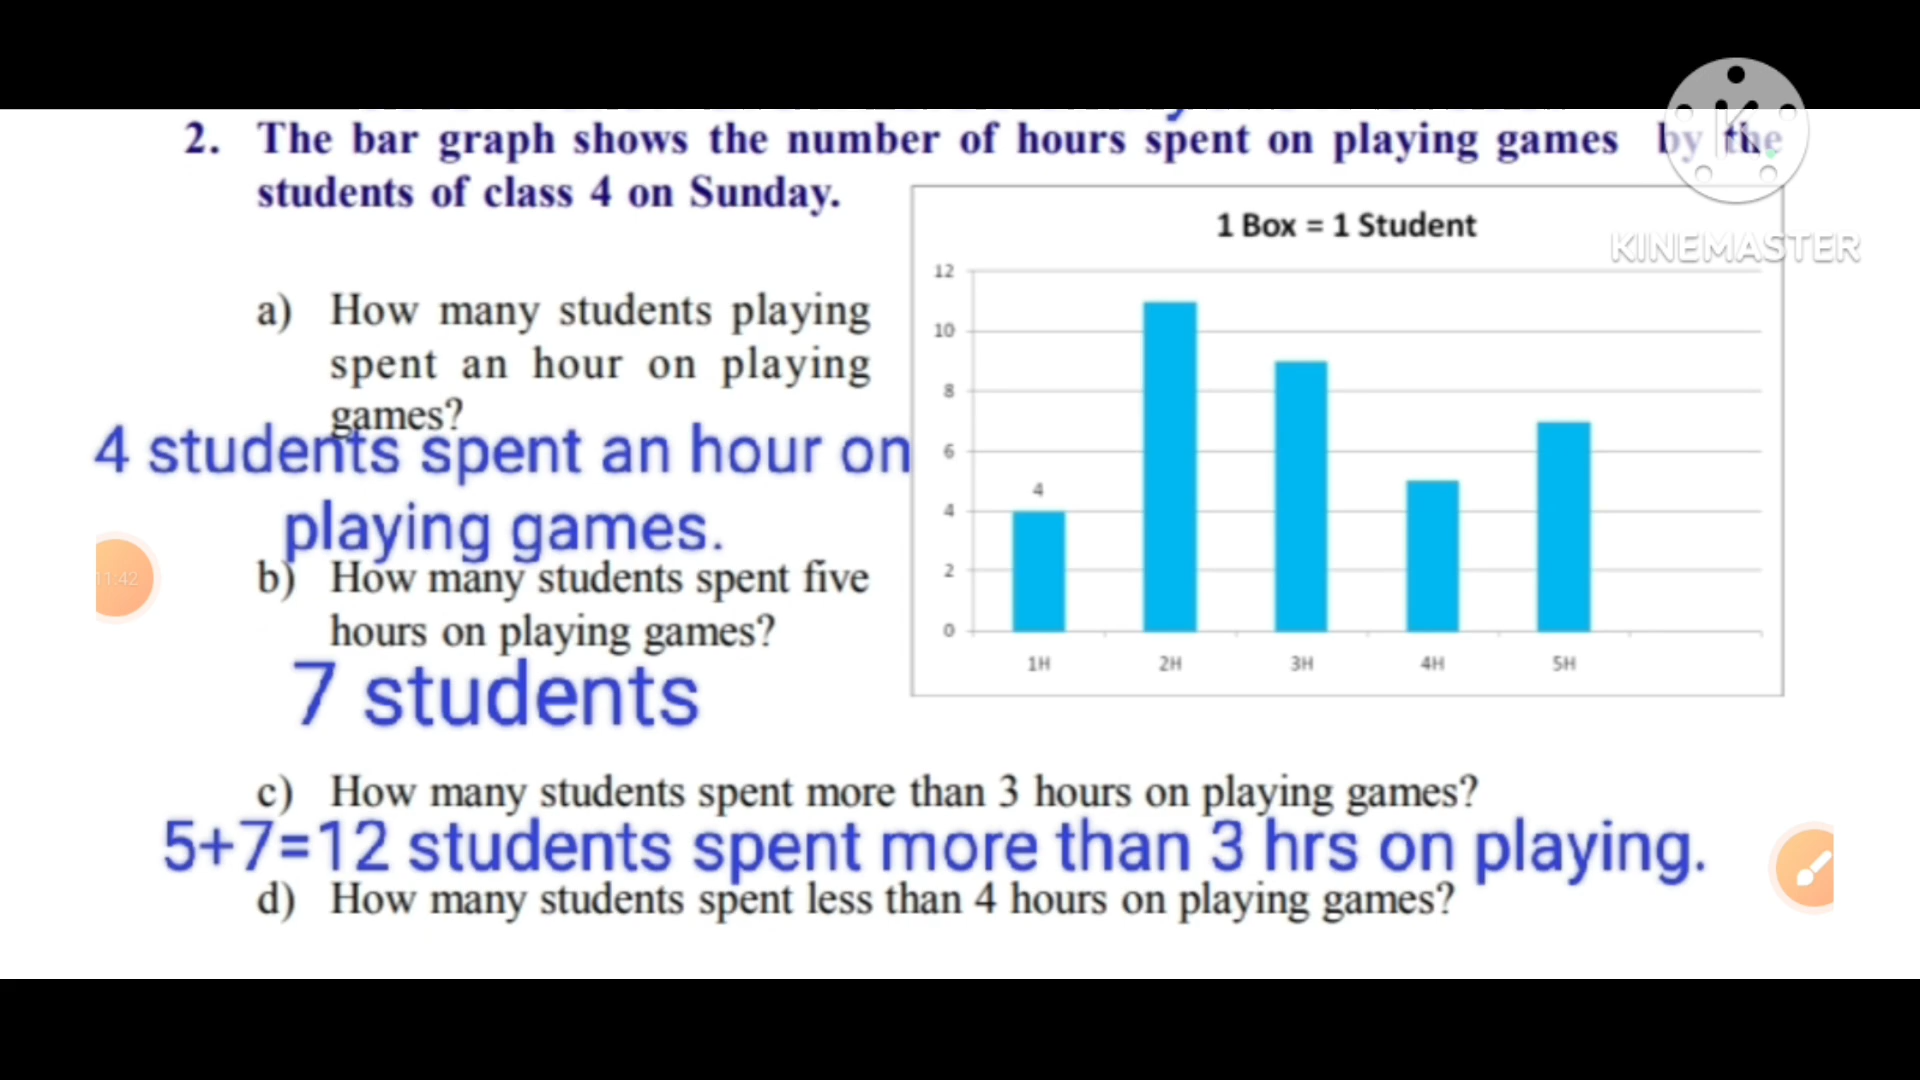 2. The bar graph shows the number of hours spent on playing games by the
students of class 4 on Sunday.
KINEMASTER
1 Box = 1 Student
12
10
8
6
4
2
0
4
1H 2H 3H 4H 5H
a) How many students playing
spent an hour on playing
games?
4 students spent an hour on
playing games.
11:42
b) How many students spent five
hours on playing games?
7 students
c) How many students spent more than 3 hours on playing games?
5+7=12 students spent more than 3 hrs on playing.
d) How many students spent less than 4 hours on playing games?